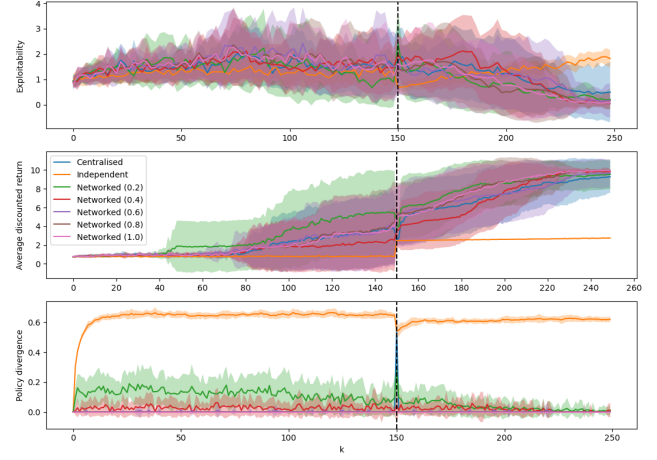 Exploitability
4
3
2
1
0
0 50 100 150 200 250
Average discounted return
10
8
6
4
2
0
Centralised
Independent
Networked (0.2)
Networked (0.4)
Networked (0.6)
Networked (0.8)
Networked (1.0)
0 20 40 60 80 100 120 140 160 180 200 220 240 260
Policy divergence
0.6
0.4
0.2
0.0
0 50 100 150 200 250
k